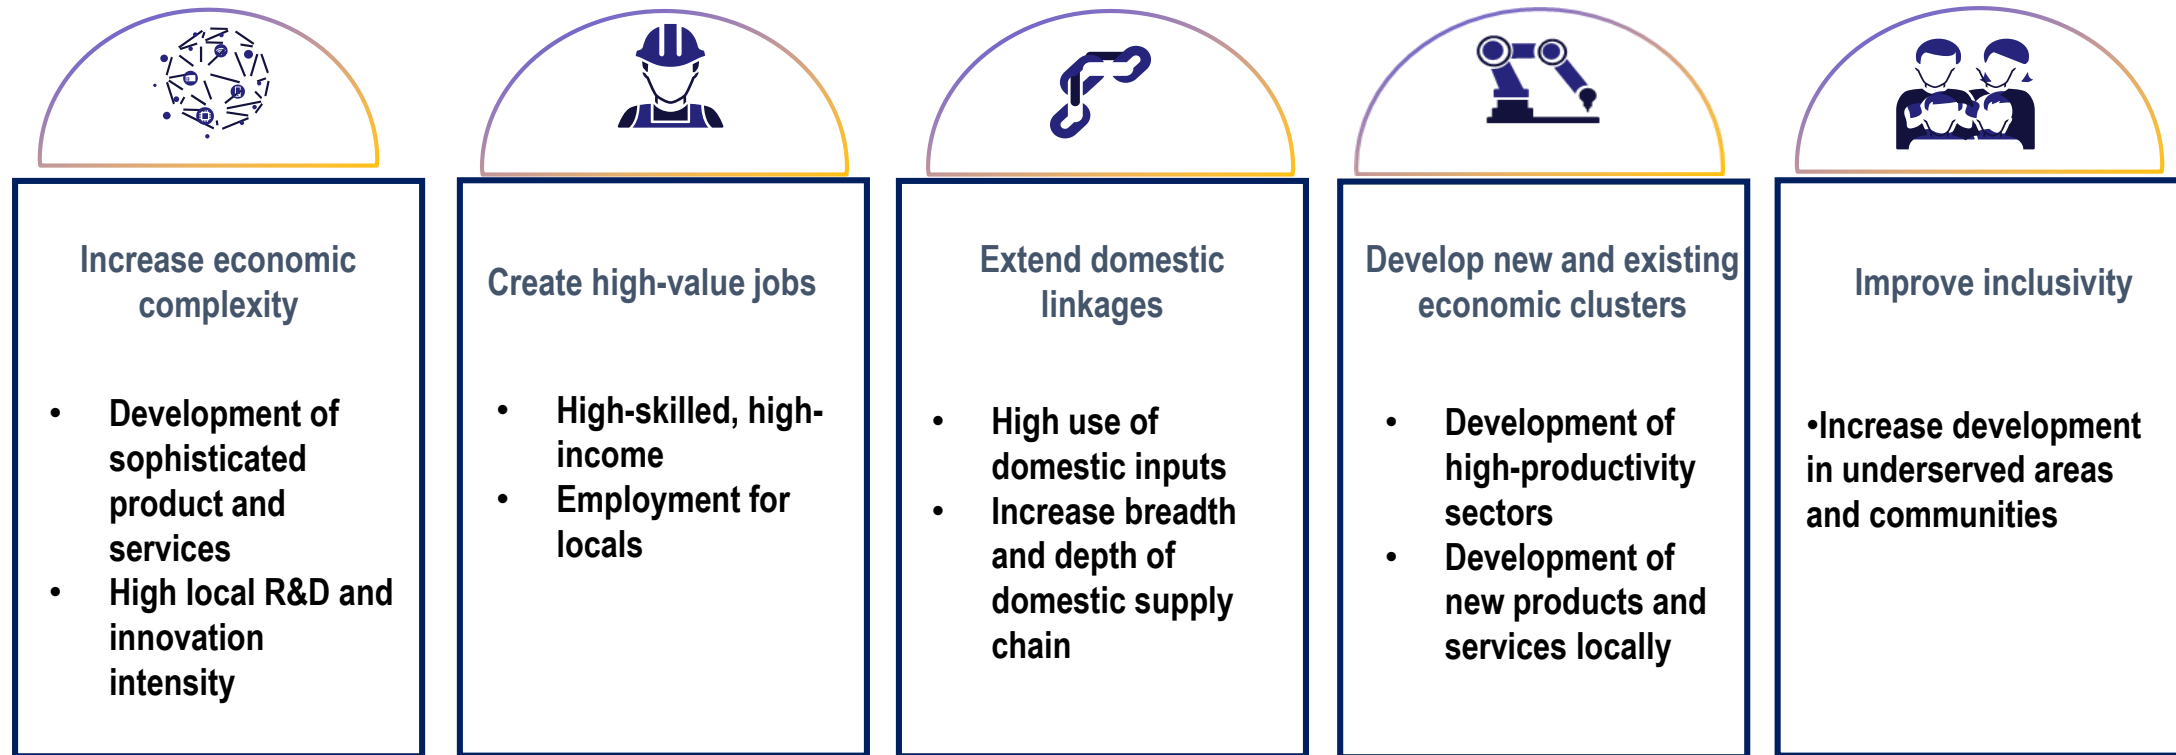 Increase economic
complexity
• Development of
sophisticated
product and
services
• High local R&D and
innovation
intensity
Create high-value jobs
• High-skilled, high-
income
• Employment for
locals
Extend domestic
linkages
• High use of
domestic inputs
• Increase breadth
and depth of
domestic supply
chain
Develop new and existing
economic clusters
• Development of
high-productivity
sectors
• Development of
new products and
services locally
Improve inclusivity
•Increase development
in underserved areas
and communities